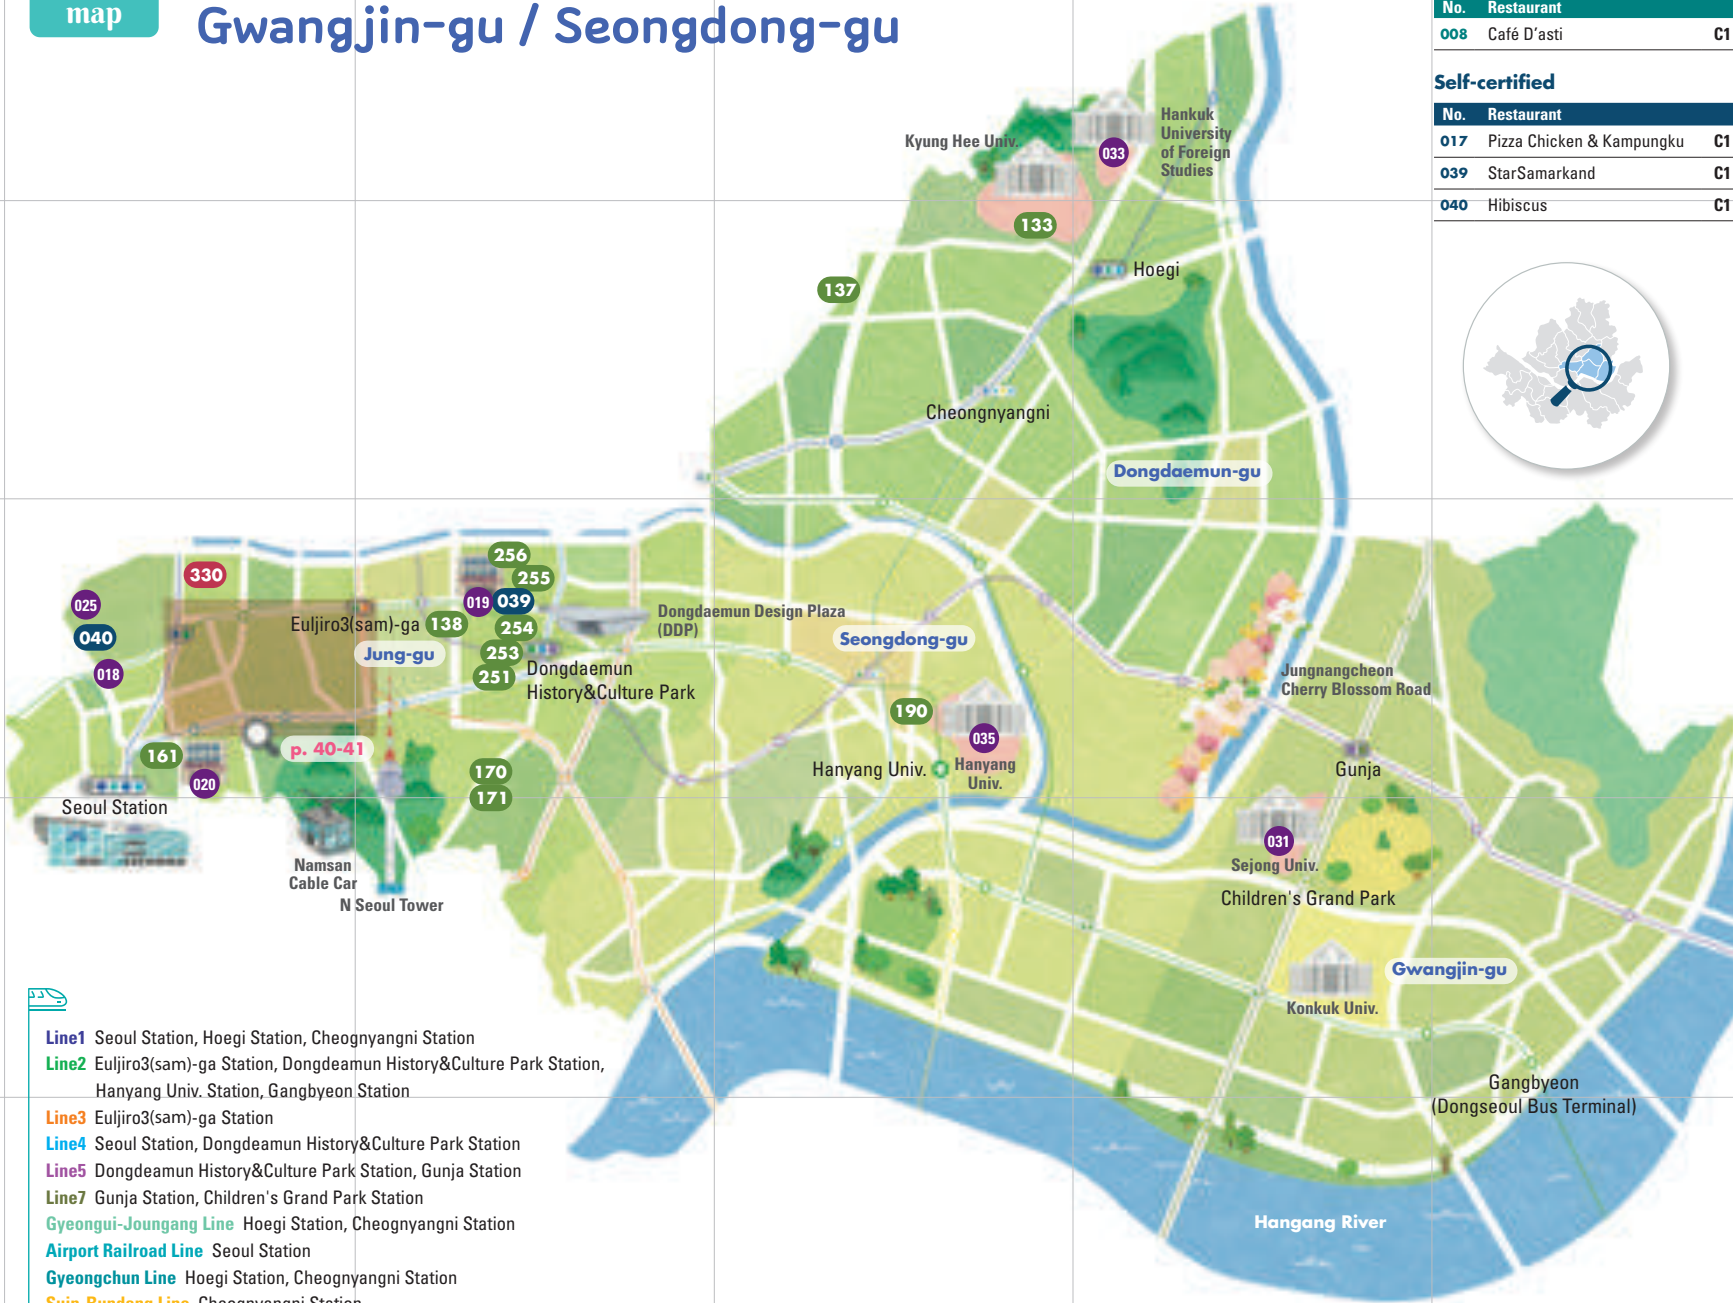 map
Gwangjin-gu / Seongdong-gu
No. Restaurant
008 Café D'asti C1
Self-certified
No. Restaurant
017 Pizza Chicken & Kampungku C1
039 StarSamarkand C1
040 Hibiscus C1
Kyung Hee Univ.
Hankuk
University
of Foreign
Studies
033
133
Hoegi
137
Cheongnyangni
Dongdaemun-gu
256
330
255
025
019
039
Euljiro3(sam)-ga
138
254
Dongdaemun Design Plaza
(DDP)
040
Jung-gu
253
Seongdong-gu
018
251
Dongdaemun
History&Culture Park
Jungnangcheon
Cherry Blossom Road
190
035
161
p. 40-41
020
170
171
Hanyang Univ.
Hanyang
Univ.
Gunja
Seoul Station
031
Sejong Univ.
Namsan
Cable Car
N Seoul Tower
Children's Grand Park
Gwangjin-gu
Konkuk Univ.
Gangbyeon
(Dongseoul Bus Terminal)
Hangang River
Line1 Seoul Station, Hoegi Station, Cheognyangni Station
Line2 Euljiro3(sam)-ga Station, Dongdeamun History&Culture Park Station,
Hanyang Univ. Station, Gangbyeon Station
Line3 Euljiro3(sam)-ga Station
Line4 Seoul Station, Dongdeamun History&Culture Park Station
Line5 Dongdeamun History&Culture Park Station, Gunja Station
Line7 Gunja Station, Children's Grand Park Station
Gyeongui-Joungang Line Hoegi Station, Cheognyangni Station
Airport Railroad Line Seoul Station
Gyeongchun Line Hoegi Station, Cheognyangni Station
Suin-Bundang Line Cheognyangni Station